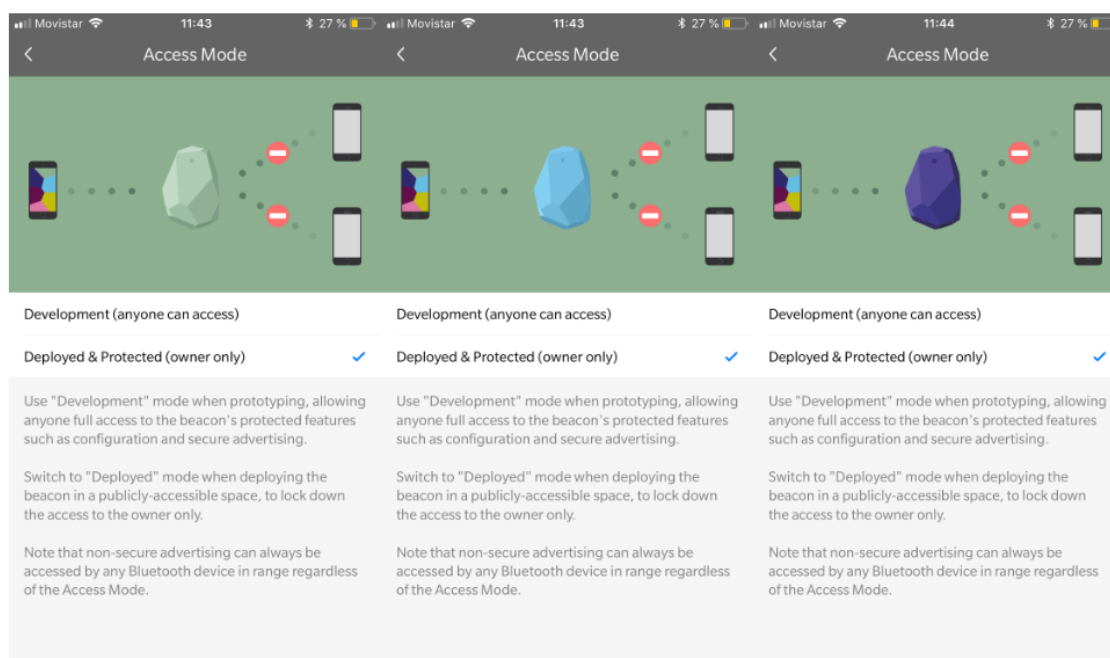 Movistar 11:43 27 %
Access Mode
Development (anyone can access)
Deployed & Protected (owner only)
Use "Development" mode when prototyping, allowing
anyone full access to the beacon's protected features
such as configuration and secure advertising.
Switch to "Deployed" mode when deploying the
beacon in a publicly-accessible space, to lock down
the access to the owner only.
Note that non-secure advertising can always be
accessed by any Bluetooth device in range regardless
of the Access Mode.
Movistar 11:43 27 %
Access Mode
Development (anyone can access)
Deployed & Protected (owner only)
Use "Development" mode when prototyping, allowing
anyone full access to the beacon's protected features
such as configuration and secure advertising.
Switch to "Deployed" mode when deploying the
beacon in a publicly-accessible space, to lock down
the access to the owner only.
Note that non-secure advertising can always be
accessed by any Bluetooth device in range regardless
of the Access Mode.
Movistar 11:44 27 %
Access Mode
Development (anyone can access)
Deployed & Protected (owner only)
Use "Development" mode when prototyping, allowing
anyone full access to the beacon's protected features
such as configuration and secure advertising.
Switch to "Deployed" mode when deploying the
beacon in a publicly-accessible space, to lock down
the access to the owner only.
Note that non-secure advertising can always be
accessed by any Bluetooth device in range regardless
of the Access Mode.